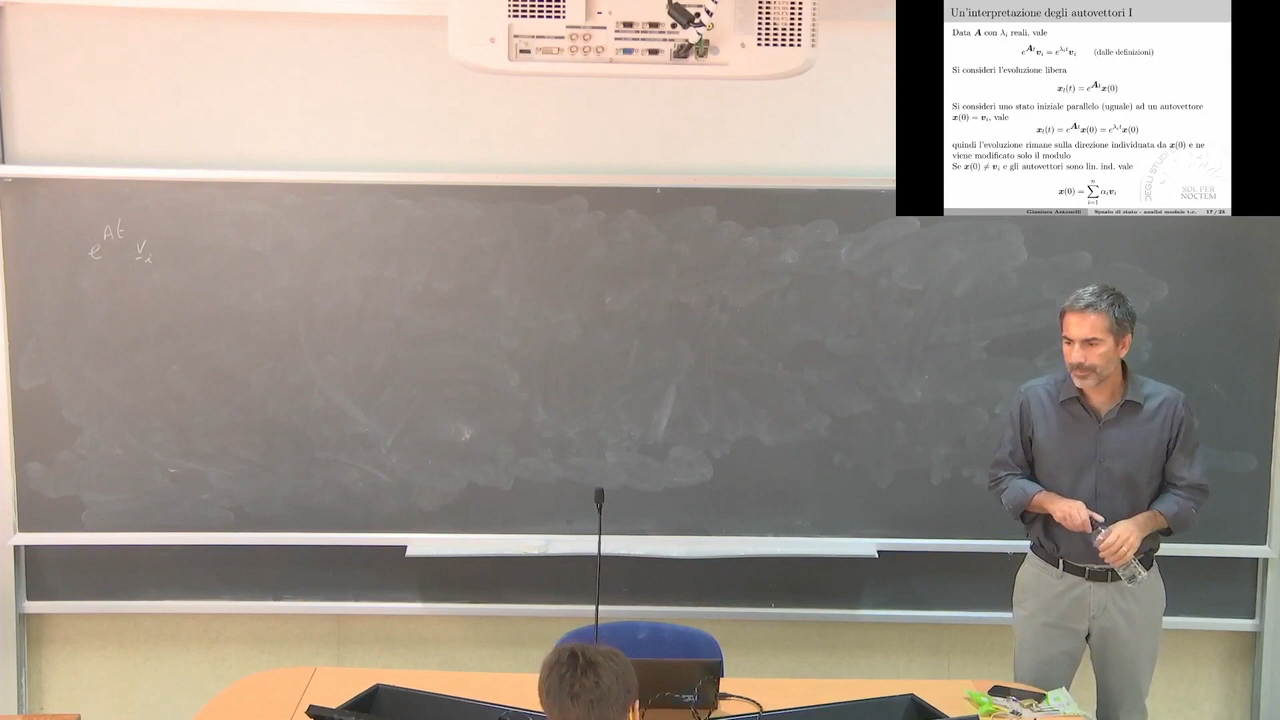 Un'interpretazione degli autovettori I
Data A con λᵢ reali, vale
e^{At}vᵢ = e^{λᵢt}vᵢ (dalle definizioni)
Si consideri l'evoluzione libera
xₗ(t) = e^{At}x(0)
Si consideri uno stato iniziale parallelo (uguale) ad un autovettore
x(0) = vᵢ, vale
xₗ(t) = e^{At}x(0) = e^{λᵢt}x(0)
quindi l'evoluzione rimane sulla direzione individuata da x(0) e ne
viene modificato solo il modulo
Se x(0) ≠ vᵢ e gli autovettori sono lin. ind. vale
x(0) = ∑_{i=1}^{n} αᵢvᵢ
DEGLI STUDI
SOL PER
NOCTEM
Gianluca Antonelli Spazio di stato - analisi modale t.c. 17 / 23
e^{At} v̲ᵢ